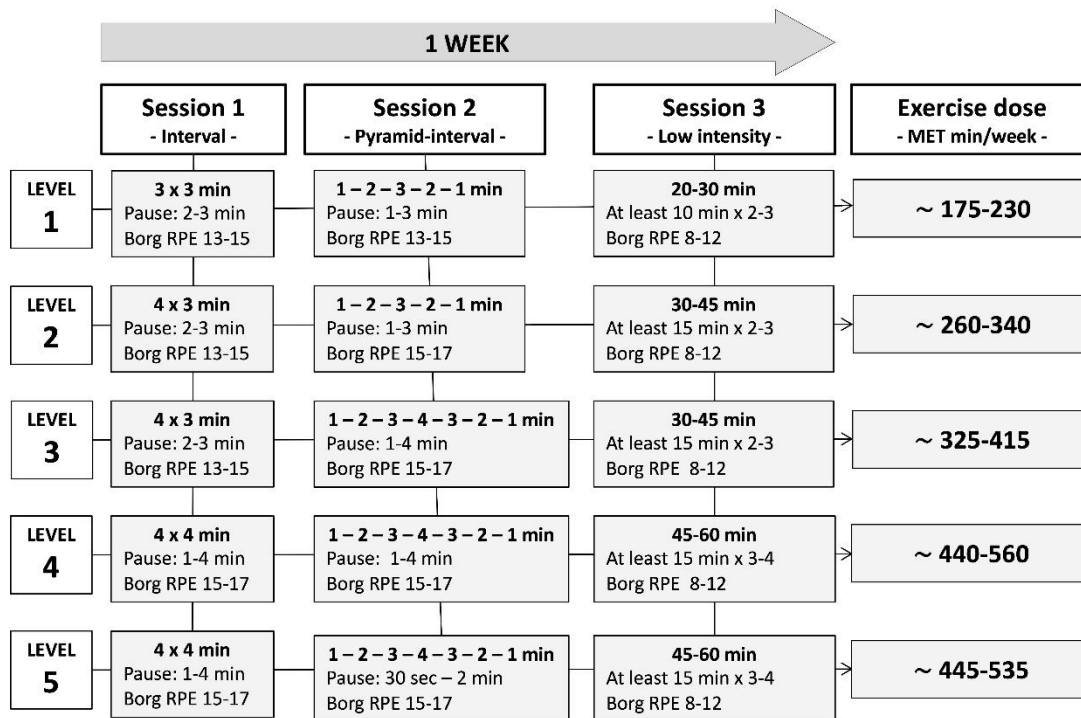 1 WEEK
Session 1
- Interval -
Session 2
- Pyramid-interval -
Session 3
- Low intensity -
Exercise dose
- MET min/week -
LEVEL
1
3 x 3 min
Pause: 2-3 min
Borg RPE 13-15
1 – 2 – 3 – 2 – 1 min
Pause: 1-3 min
Borg RPE 13-15
20-30 min
At least 10 min x 2-3
Borg RPE 8-12
~ 175-230
LEVEL
2
4 x 3 min
Pause: 2-3 min
Borg RPE 13-15
1 – 2 – 3 – 2 – 1 min
Pause: 1-3 min
Borg RPE 15-17
30-45 min
At least 15 min x 2-3
Borg RPE 8-12
~ 260-340
LEVEL
3
4 x 3 min
Pause: 2-3 min
Borg RPE 13-15
1 – 2 – 3 – 4 – 3 – 2 – 1 min
Pause: 1-4 min
Borg RPE 15-17
30-45 min
At least 15 min x 2-3
Borg RPE 8-12
~ 325-415
LEVEL
4
4 x 4 min
Pause: 1-4 min
Borg RPE 15-17
1 – 2 – 3 – 4 – 3 – 2 – 1 min
Pause: 1-4 min
Borg RPE 15-17
45-60 min
At least 15 min x 3-4
Borg RPE 8-12
~ 440-560
LEVEL
5
4 x 4 min
Pause: 1-4 min
Borg RPE 15-17
1 – 2 – 3 – 4 – 3 – 2 – 1 min
Pause: 30 sec – 2 min
Borg RPE 15-17
45-60 min
At least 15 min x 3-4
Borg RPE 8-12
~ 445-535